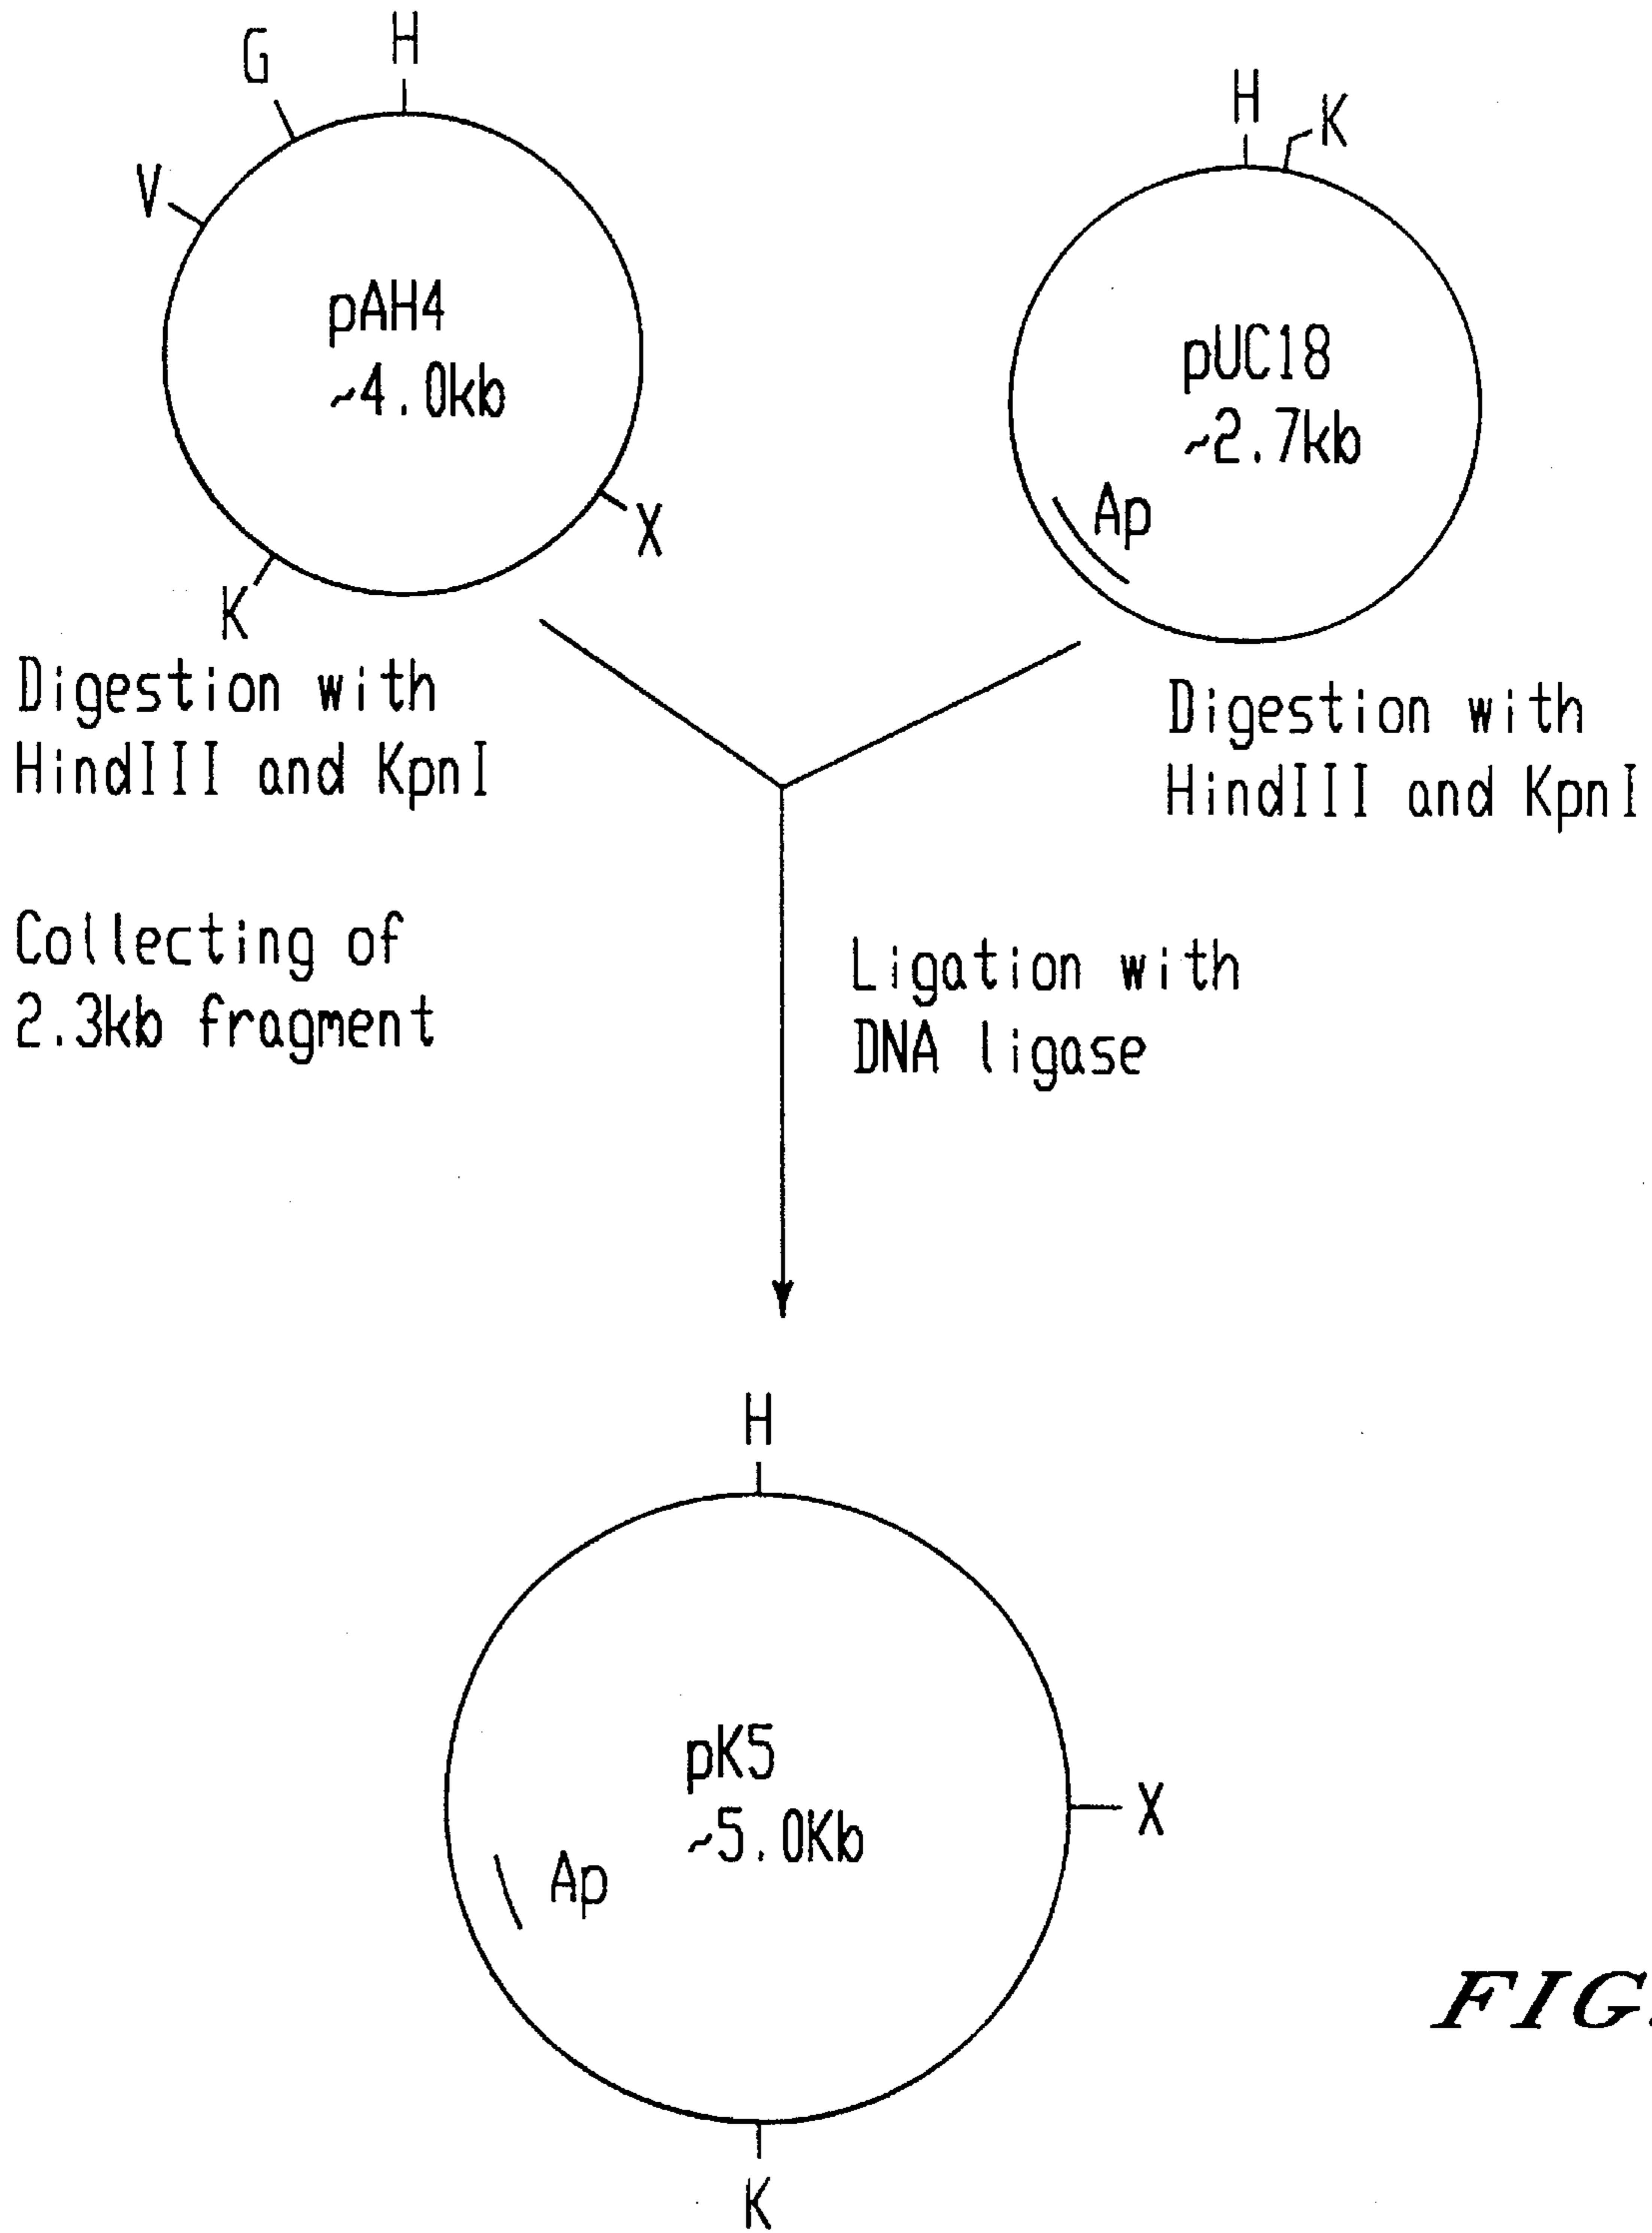 G
H
V
pAH4
~4.0kb
X
K
H
K
pUC18
~2.7kb
Ap
Digestion with
HindIII and KpnI
Digestion with
HindIII and KpnI
Collecting of
2.3kb fragment
Ligation with
DNA ligase
H
pK5
~5.0Kb
X
Ap
K
FIG.